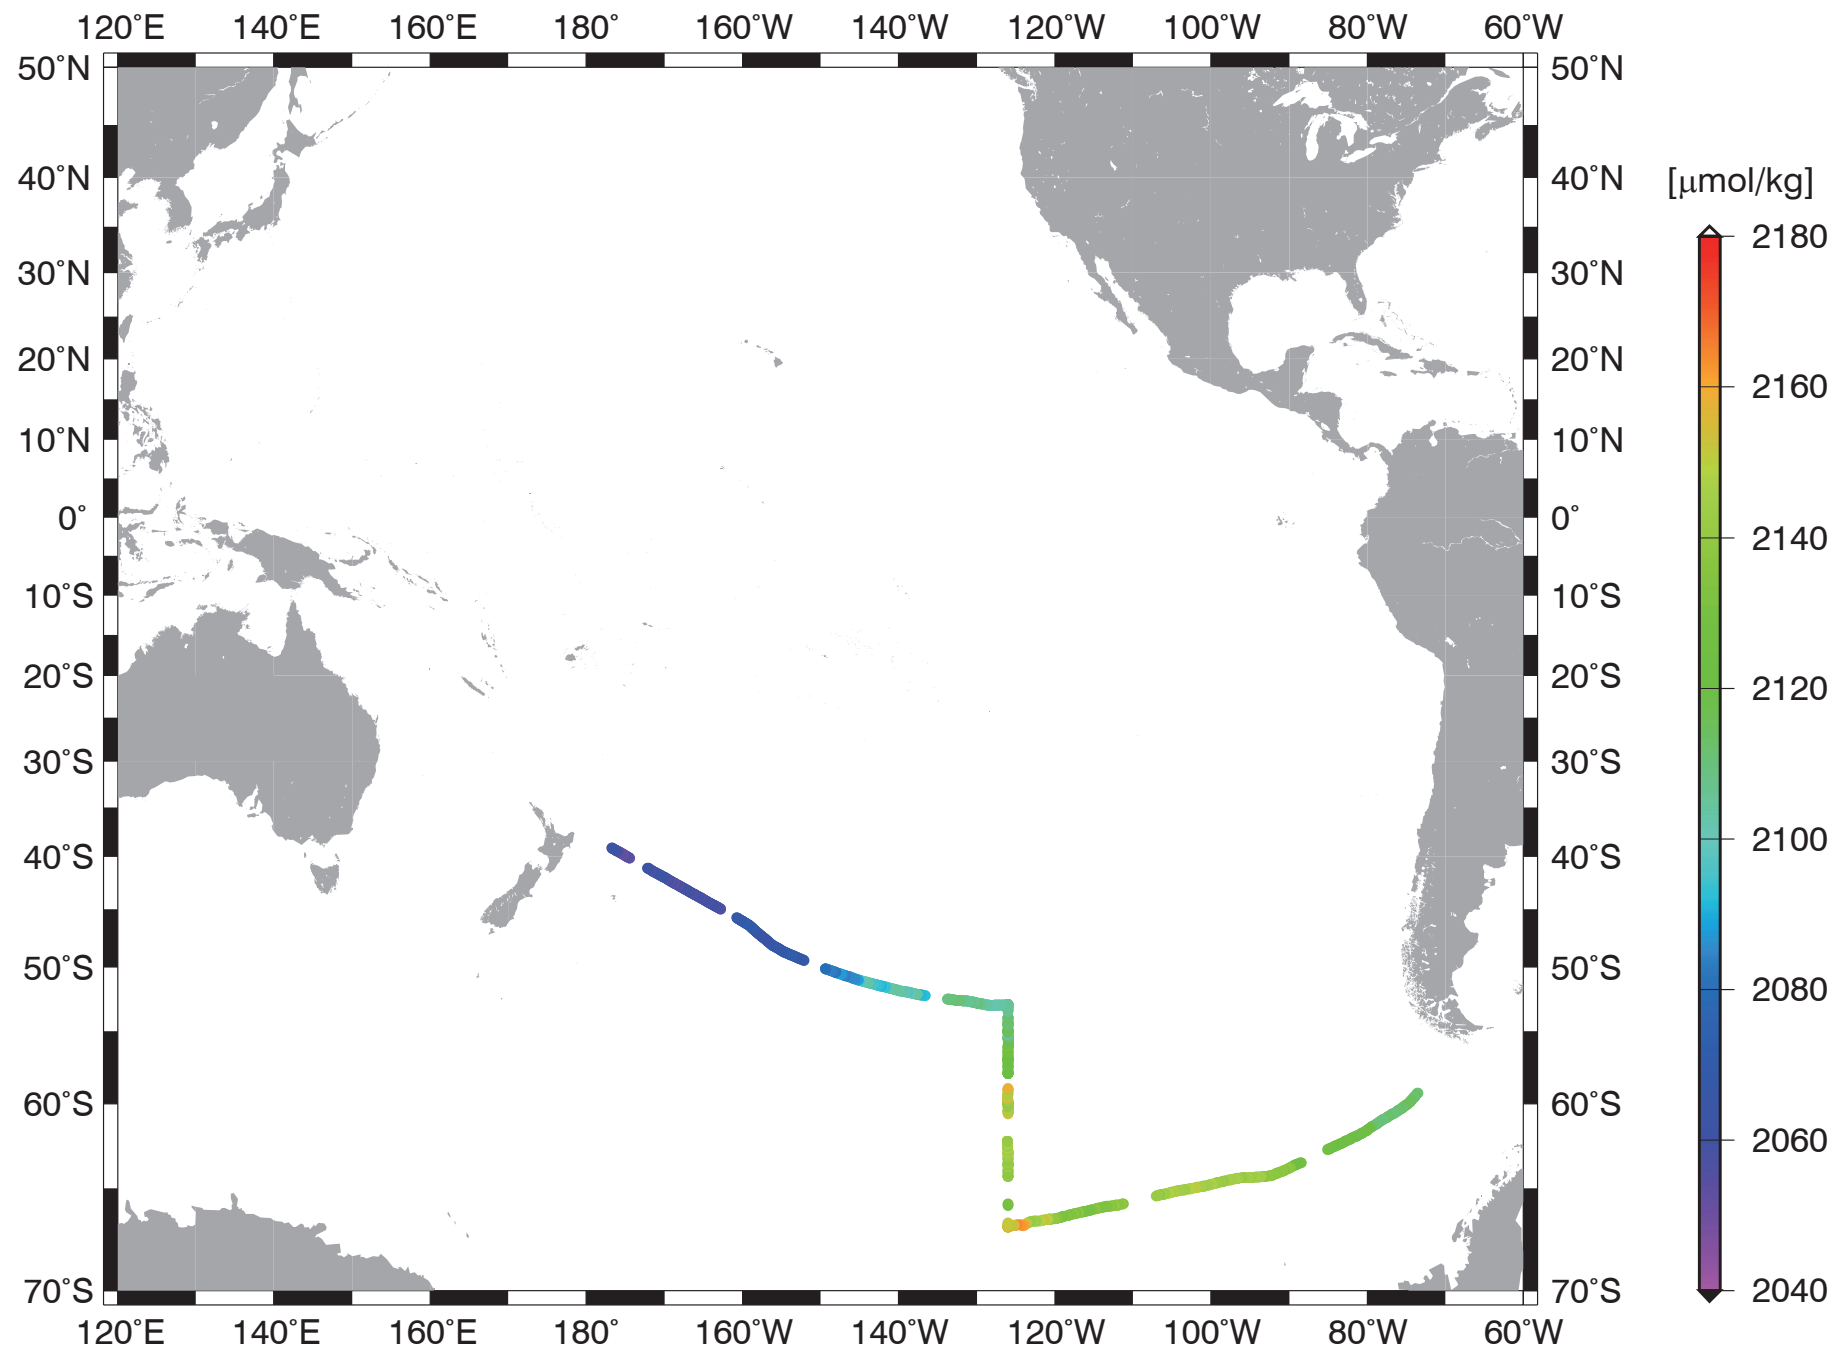 120˚E 140˚E 160˚E 180˚ 160˚W 140˚W 120˚W 100˚W 80˚W 60˚W
50˚N 50˚N
40˚N 40˚N
[μmol/kg]
2180
30˚N 30˚N
20˚N 20˚N
2160
10˚N 10˚N
0˚ 0˚
2140
10˚S 10˚S
20˚S 20˚S
2120
30˚S 30˚S
2100
40˚S 40˚S
50˚S 50˚S
2080
60˚S 60˚S
2060
70˚S 70˚S
2040
120˚E 140˚E 160˚E 180˚ 160˚W 140˚W 120˚W 100˚W 80˚W 60˚W